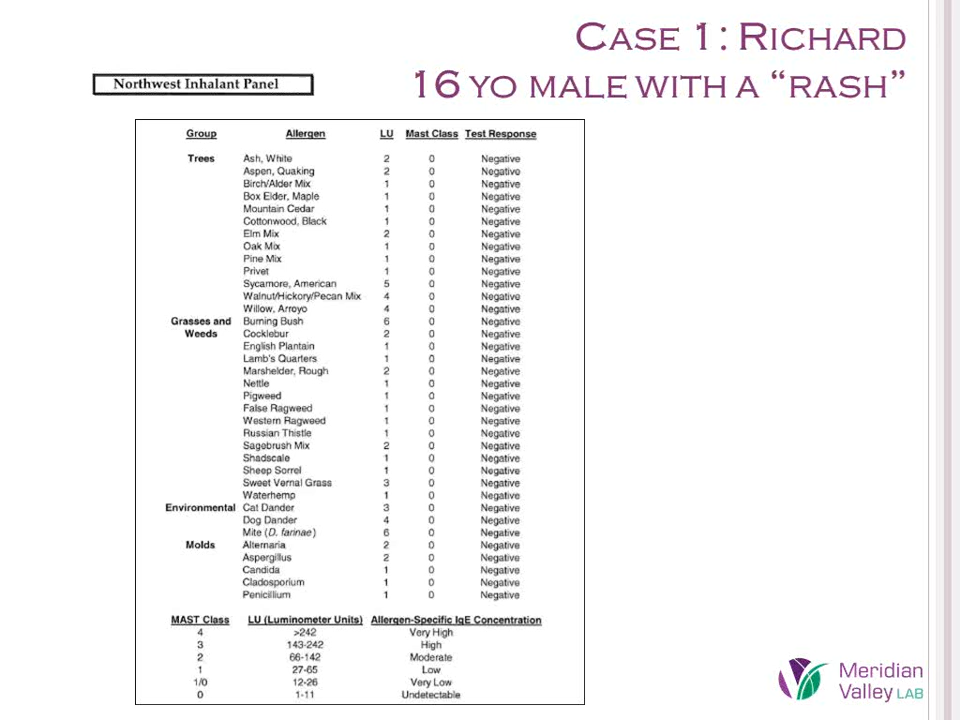 CASE 1: RICHARD
16 YO MALE WITH A “RASH”
Northwest Inhalant Panel
Group Allergen LU Mast Class Test Response
Trees Ash, White 2 0 Negative
Aspen, Quaking 2 0 Negative
Birch/Alder Mix 1 0 Negative
Box Elder, Maple 1 0 Negative
Mountain Cedar 1 0 Negative
Cottonwood, Black 1 0 Negative
Elm Mix 2 0 Negative
Oak Mix 1 0 Negative
Pine Mix 1 0 Negative
Privet 1 0 Negative
Sycamore, American 5 0 Negative
Walnut/Hickory/Pecan Mix 4 0 Negative
Willow, Arroyo 4 0 Negative
Grasses and Burning Bush 6 0 Negative
Weeds Cocklebur 2 0 Negative
English Plantain 1 0 Negative
Lamb's Quarters 1 0 Negative
Marshelder, Rough 2 0 Negative
Nettle 1 0 Negative
Pigweed 1 0 Negative
False Ragweed 1 0 Negative
Western Ragweed 1 0 Negative
Russian Thistle 1 0 Negative
Sagebrush Mix 2 0 Negative
Shadscale 1 0 Negative
Sheep Sorrel 1 0 Negative
Sweet Vernal Grass 3 0 Negative
Waterhemp 1 0 Negative
Environmental Cat Dander 3 0 Negative
Dog Dander 4 0 Negative
Mite (D. farinae) 6 0 Negative
Molds Alternaria 2 0 Negative
Aspergillus 2 0 Negative
Candida 1 0 Negative
Cladosporium 1 0 Negative
Penicillium 1 0 Negative
MAST Class LU (Luminometer Units) Allergen-Specific IgE Concentration
4 >242 Very High
3 143-242 High
2 66-142 Moderate
1 27-65 Low
1/0 12-26 Very Low
0 1-11 Undetectable
Meridian
Valley LAB